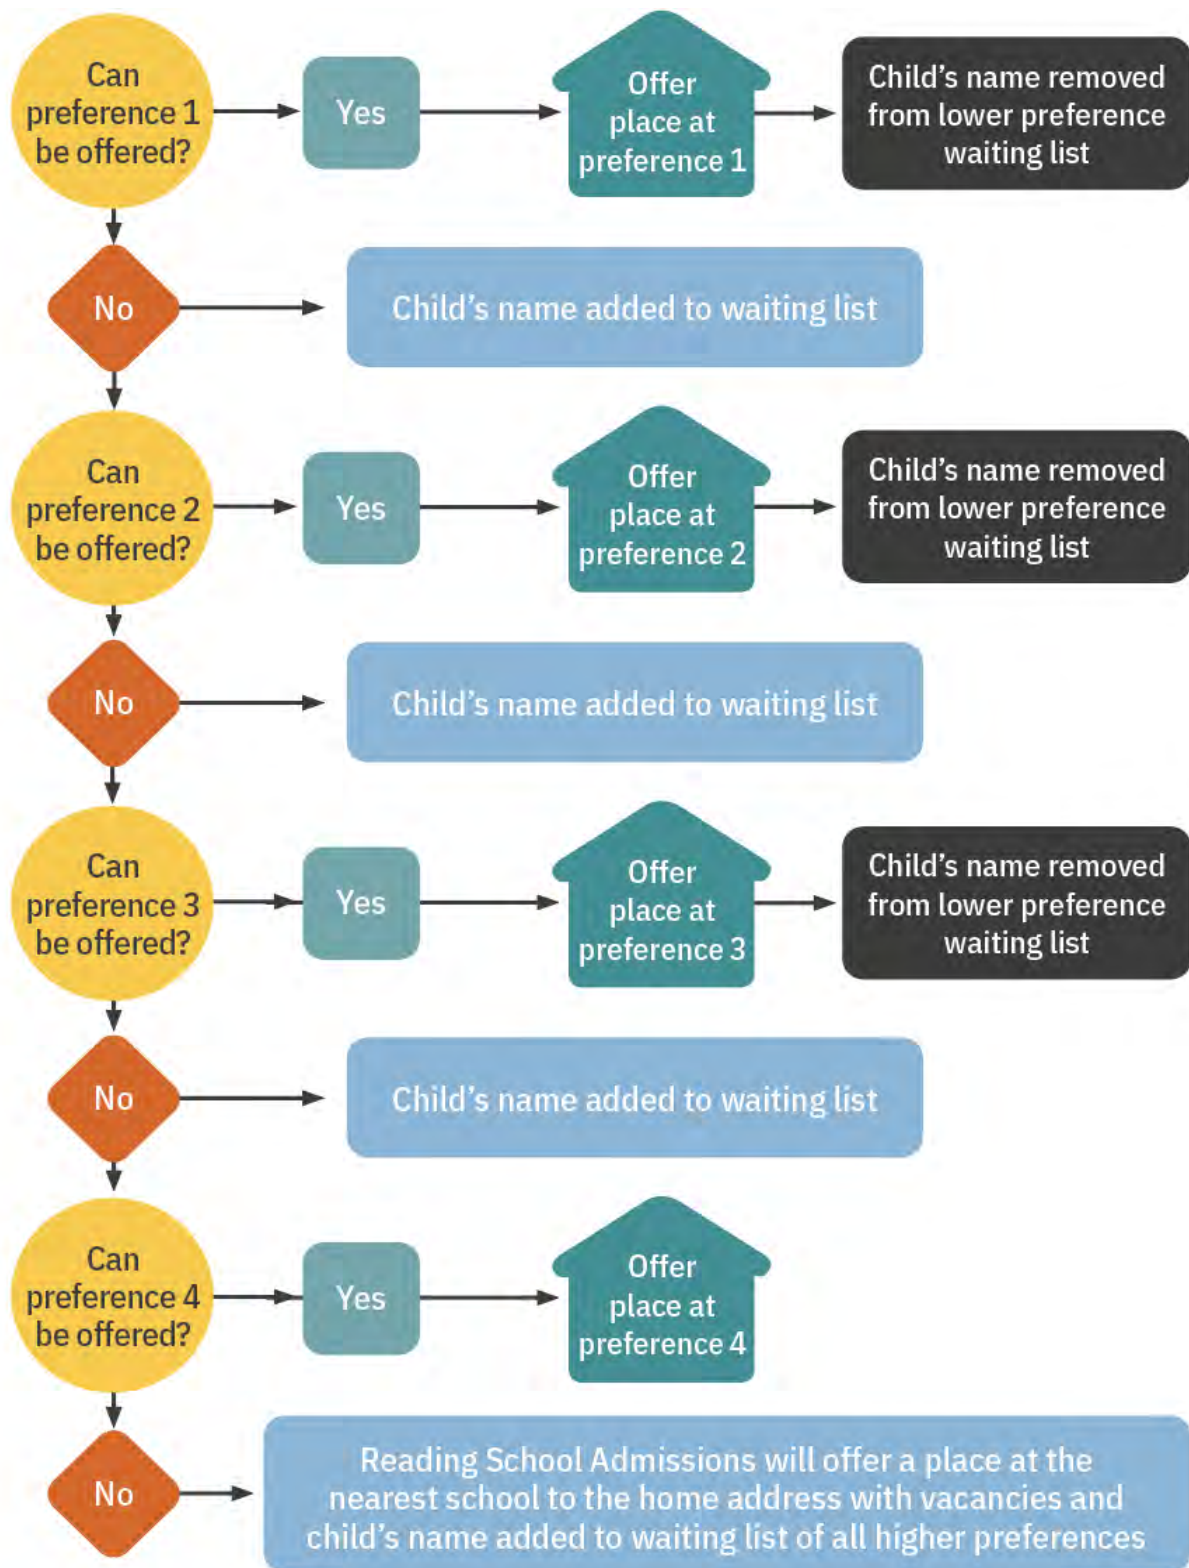 Can
preference 1
be offered?
Yes
Offer
place at
preference 1
Child's name removed
from lower preference
waiting list
No
Child's name added to waiting list
Can
preference 2
be offered?
Yes
Offer
place at
preference 2
Child's name removed
from lower preference
waiting list
No
Child's name added to waiting list
Can
preference 3
be offered?
Yes
Offer
place at
preference 3
Child's name removed
from lower preference
waiting list
No
Child's name added to waiting list
Can
preference 4
be offered?
Yes
Offer
place at
preference 4
No
Reading School Admissions will offer a place at the
nearest school to the home address with vacancies and
child's name added to waiting list of all higher preferences